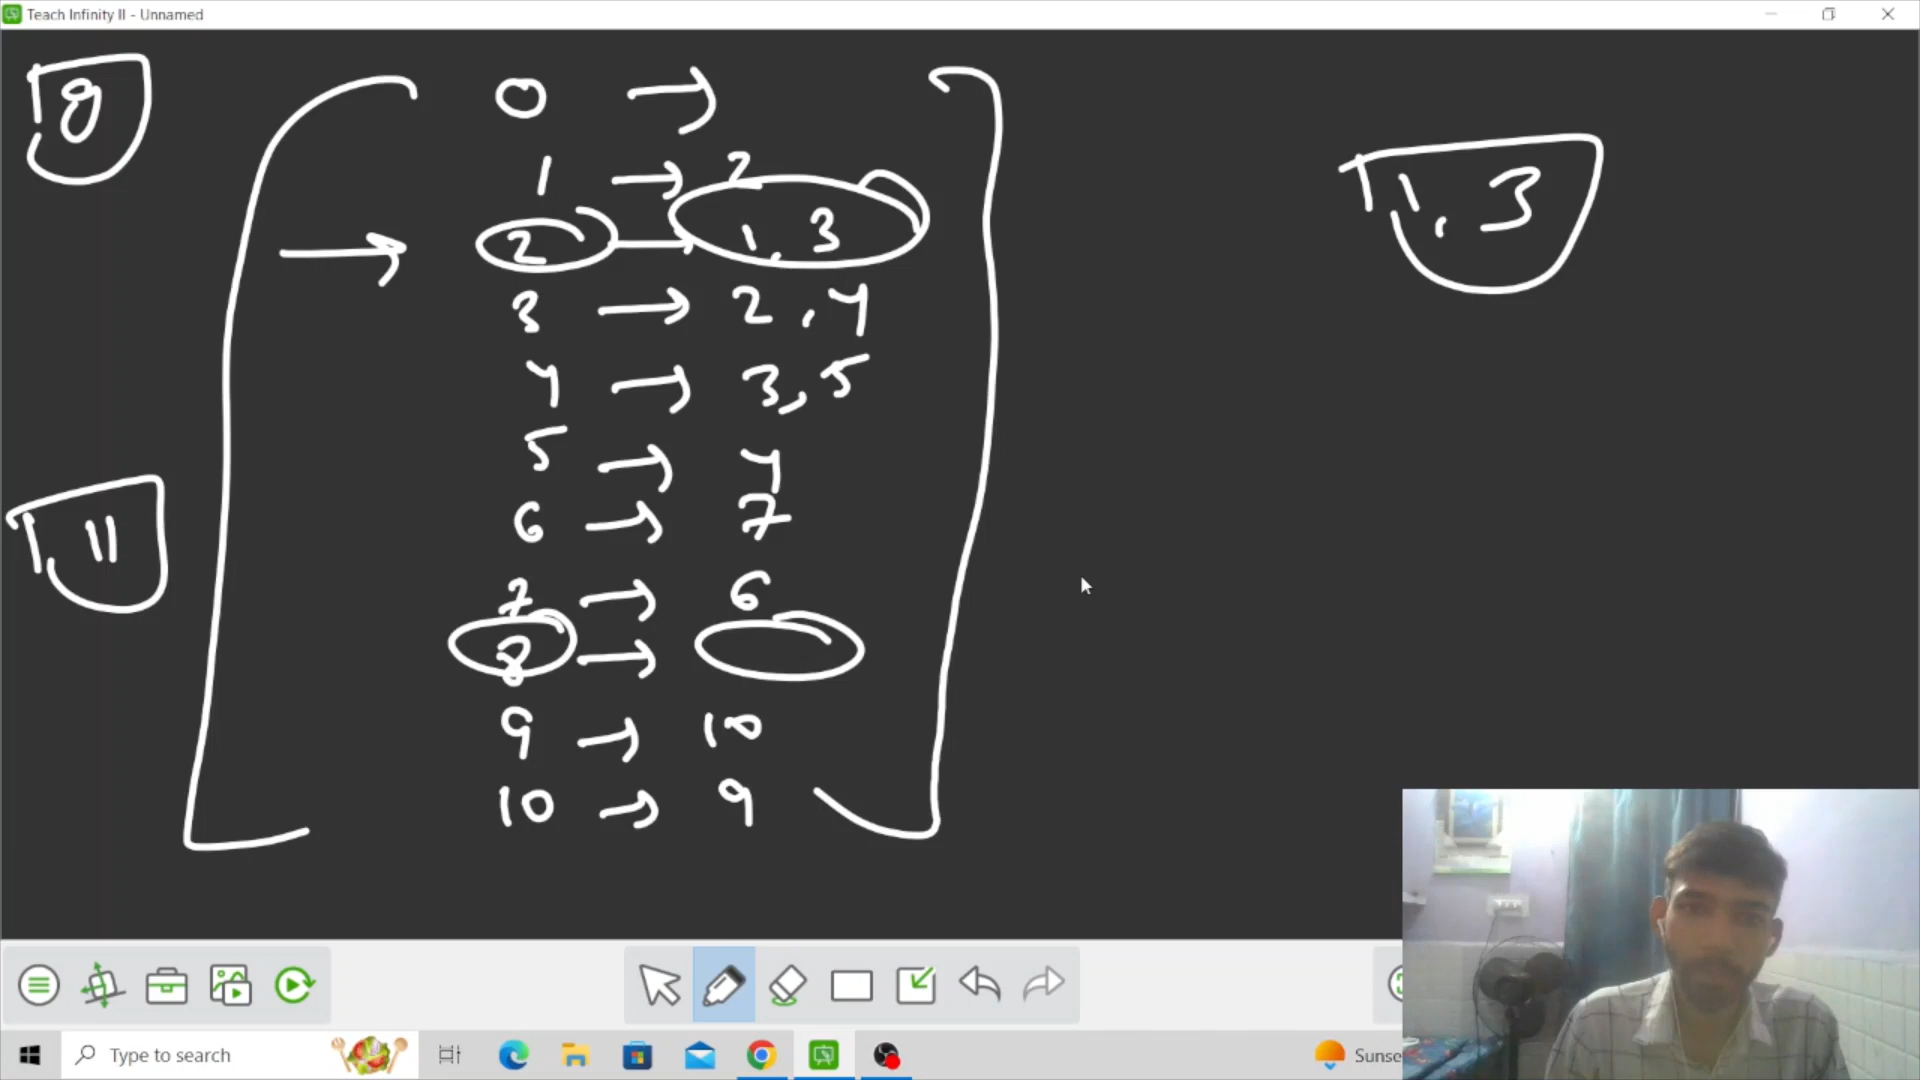 Teach Infinity II - Unnamed
8
0 →
1 → 2
→ 2 → 1, 3
1, 3
3 → 2, 4
4 → 3, 5
5 → 4
6 → 7
11
7 → 6
8 →
9 → 10
10 → 9
Type to search
Sunse